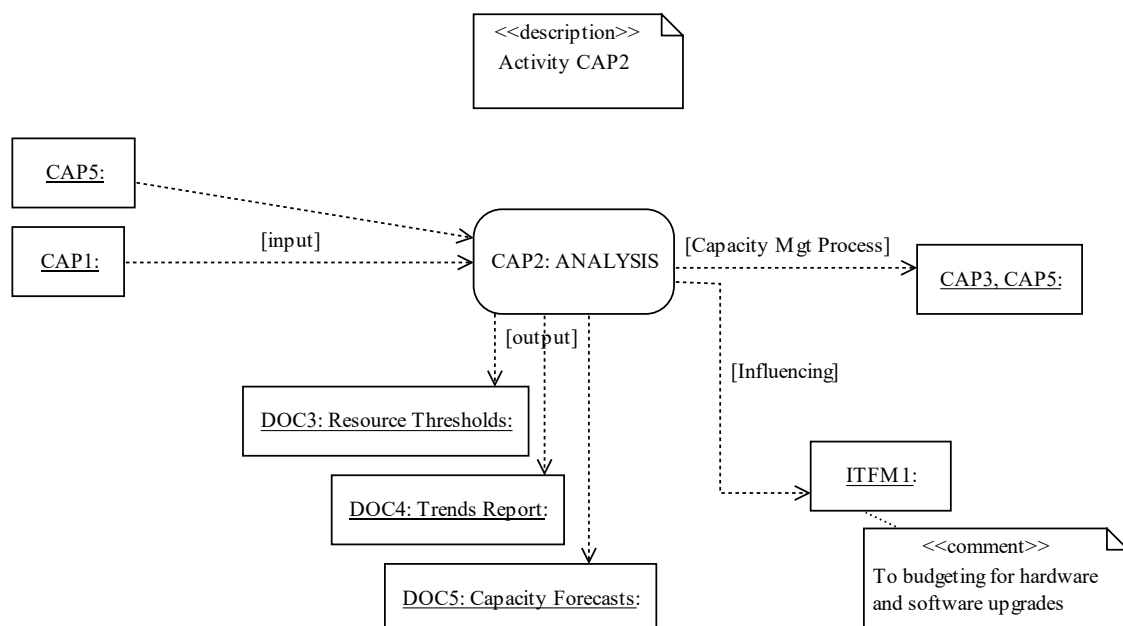 <<description>>
Activity CAP2
CAP5:
CAP1:
[input]
CAP2: ANALYSIS
[Capacity Mgt Process]
CAP3, CAP5:
[output]
[Influencing]
DOC3: Resource Thresholds:
DOC4: Trends Report:
DOC5: Capacity Forecasts:
ITFM1:
<<comment>>
To budgeting for hardware
and software upgrades